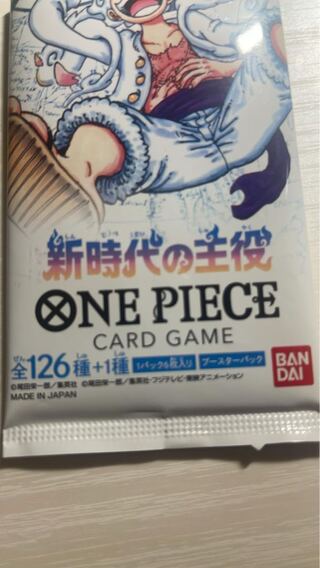 新時代の主役
ONE PIECE
CARD GAME
全126種+1種 1パック6枚入り ブースターパック
BAN
DAI
©尾田栄一郎/集英社 ©尾田栄一郎/集英社・フジテレビ・東映アニメーション
MADE IN JAPAN